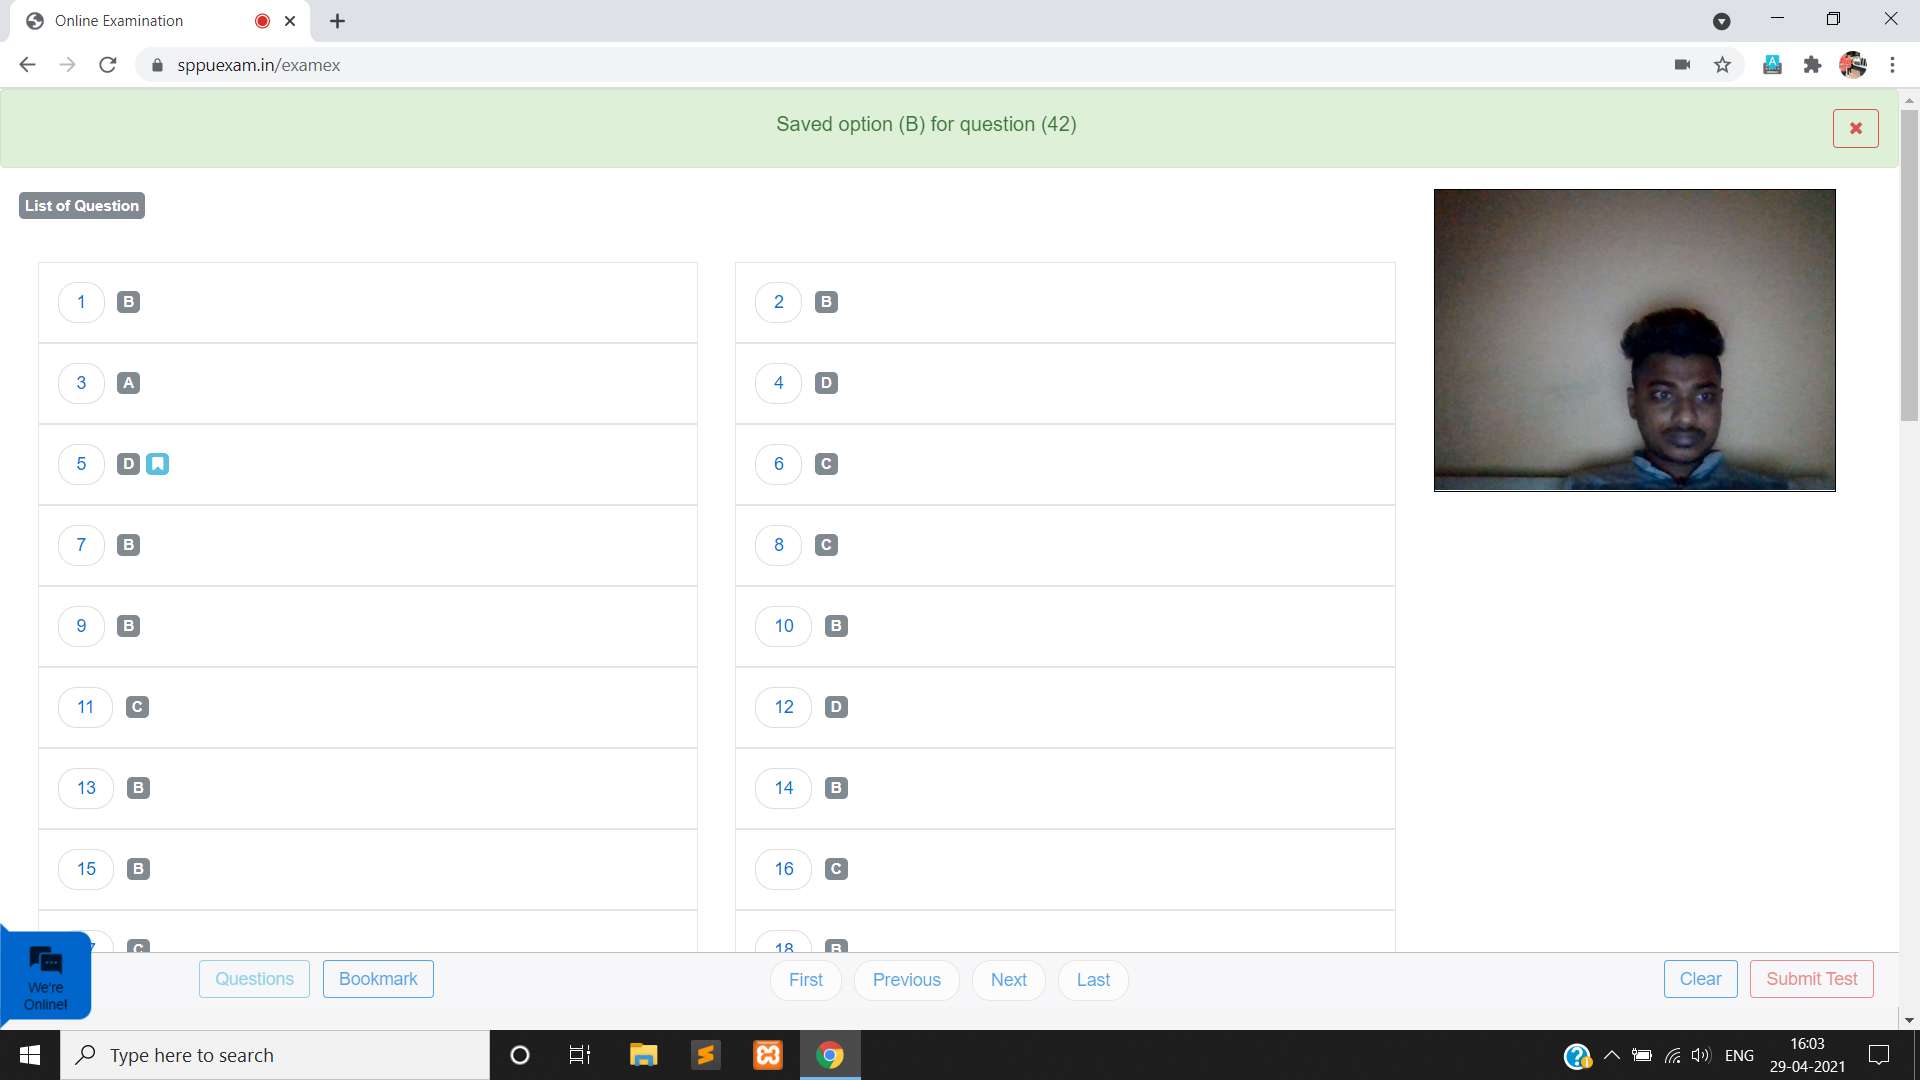 Online Examination
sppuexam.in/examex
Saved option (B) for question (42)
List of Question
1 B
2 B
3 A
4 D
5 D
6 C
7 B
8 C
9 B
10 B
11 C
12 D
13 B
14 B
15 B
16 C
7 C
18 B
We're
Online!
Questions
Bookmark
First
Previous
Next
Last
Clear
Submit Test
Type here to search
ENG
16:03
29-04-2021